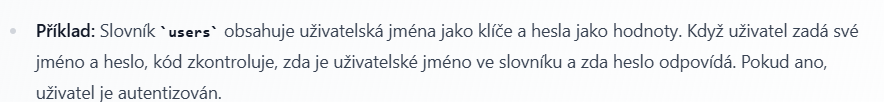 Příklad: Slovník `users` obsahuje uživatelská jména jako klíče a hesla jako hodnoty. Když uživatel zadá své
jméno a heslo, kód zkontroluje, zda je uživatelské jméno ve slovníku a zda heslo odpovídá. Pokud ano,
uživatel je autentizován.